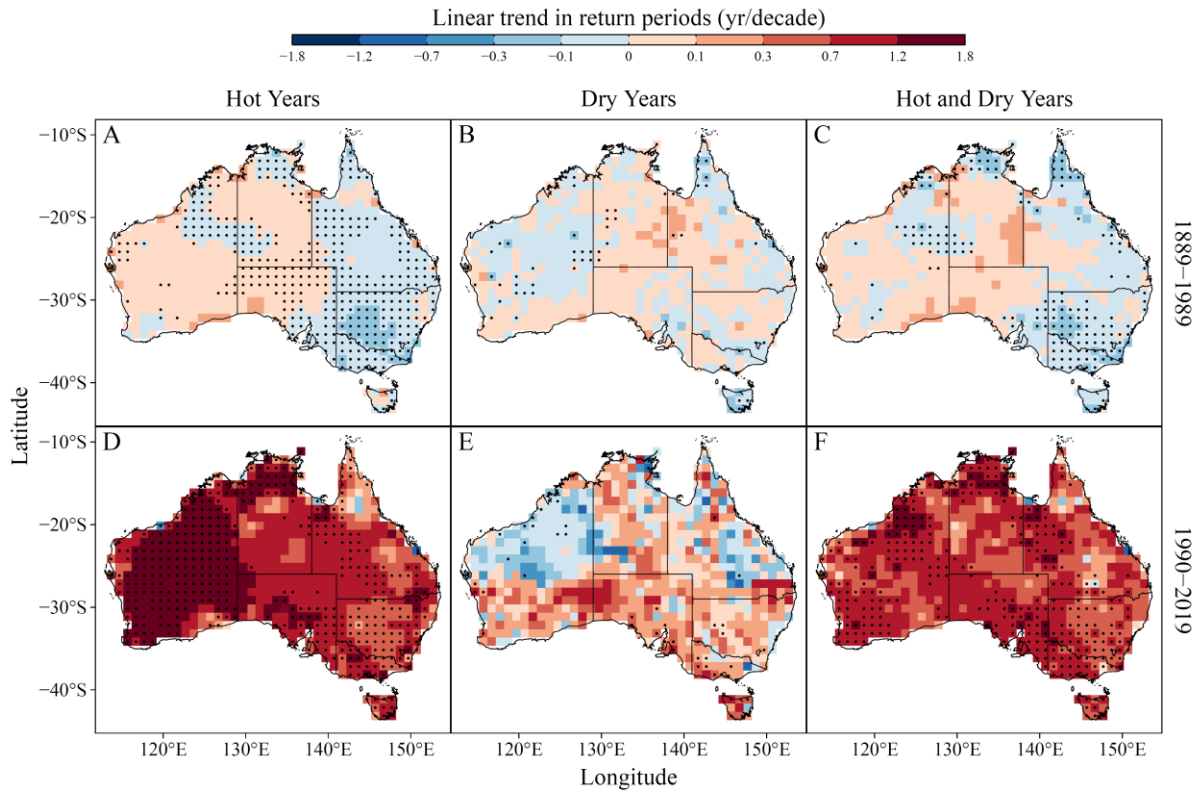 Linear trend in return periods (yr/decade)
−1.8 −1.2 −0.7 −0.3 −0.1 0 0.1 0.3 0.7 1.2 1.8
Hot Years Dry Years Hot and Dry Years
A B C
−10°S
−20°S
−30°S
−40°S
1889−1989
Latitude
D E F
−10°S
−20°S
−30°S
−40°S
1990−2019
120°E 130°E 140°E 150°E 120°E 130°E 140°E 150°E 120°E 130°E 140°E 150°E
Longitude